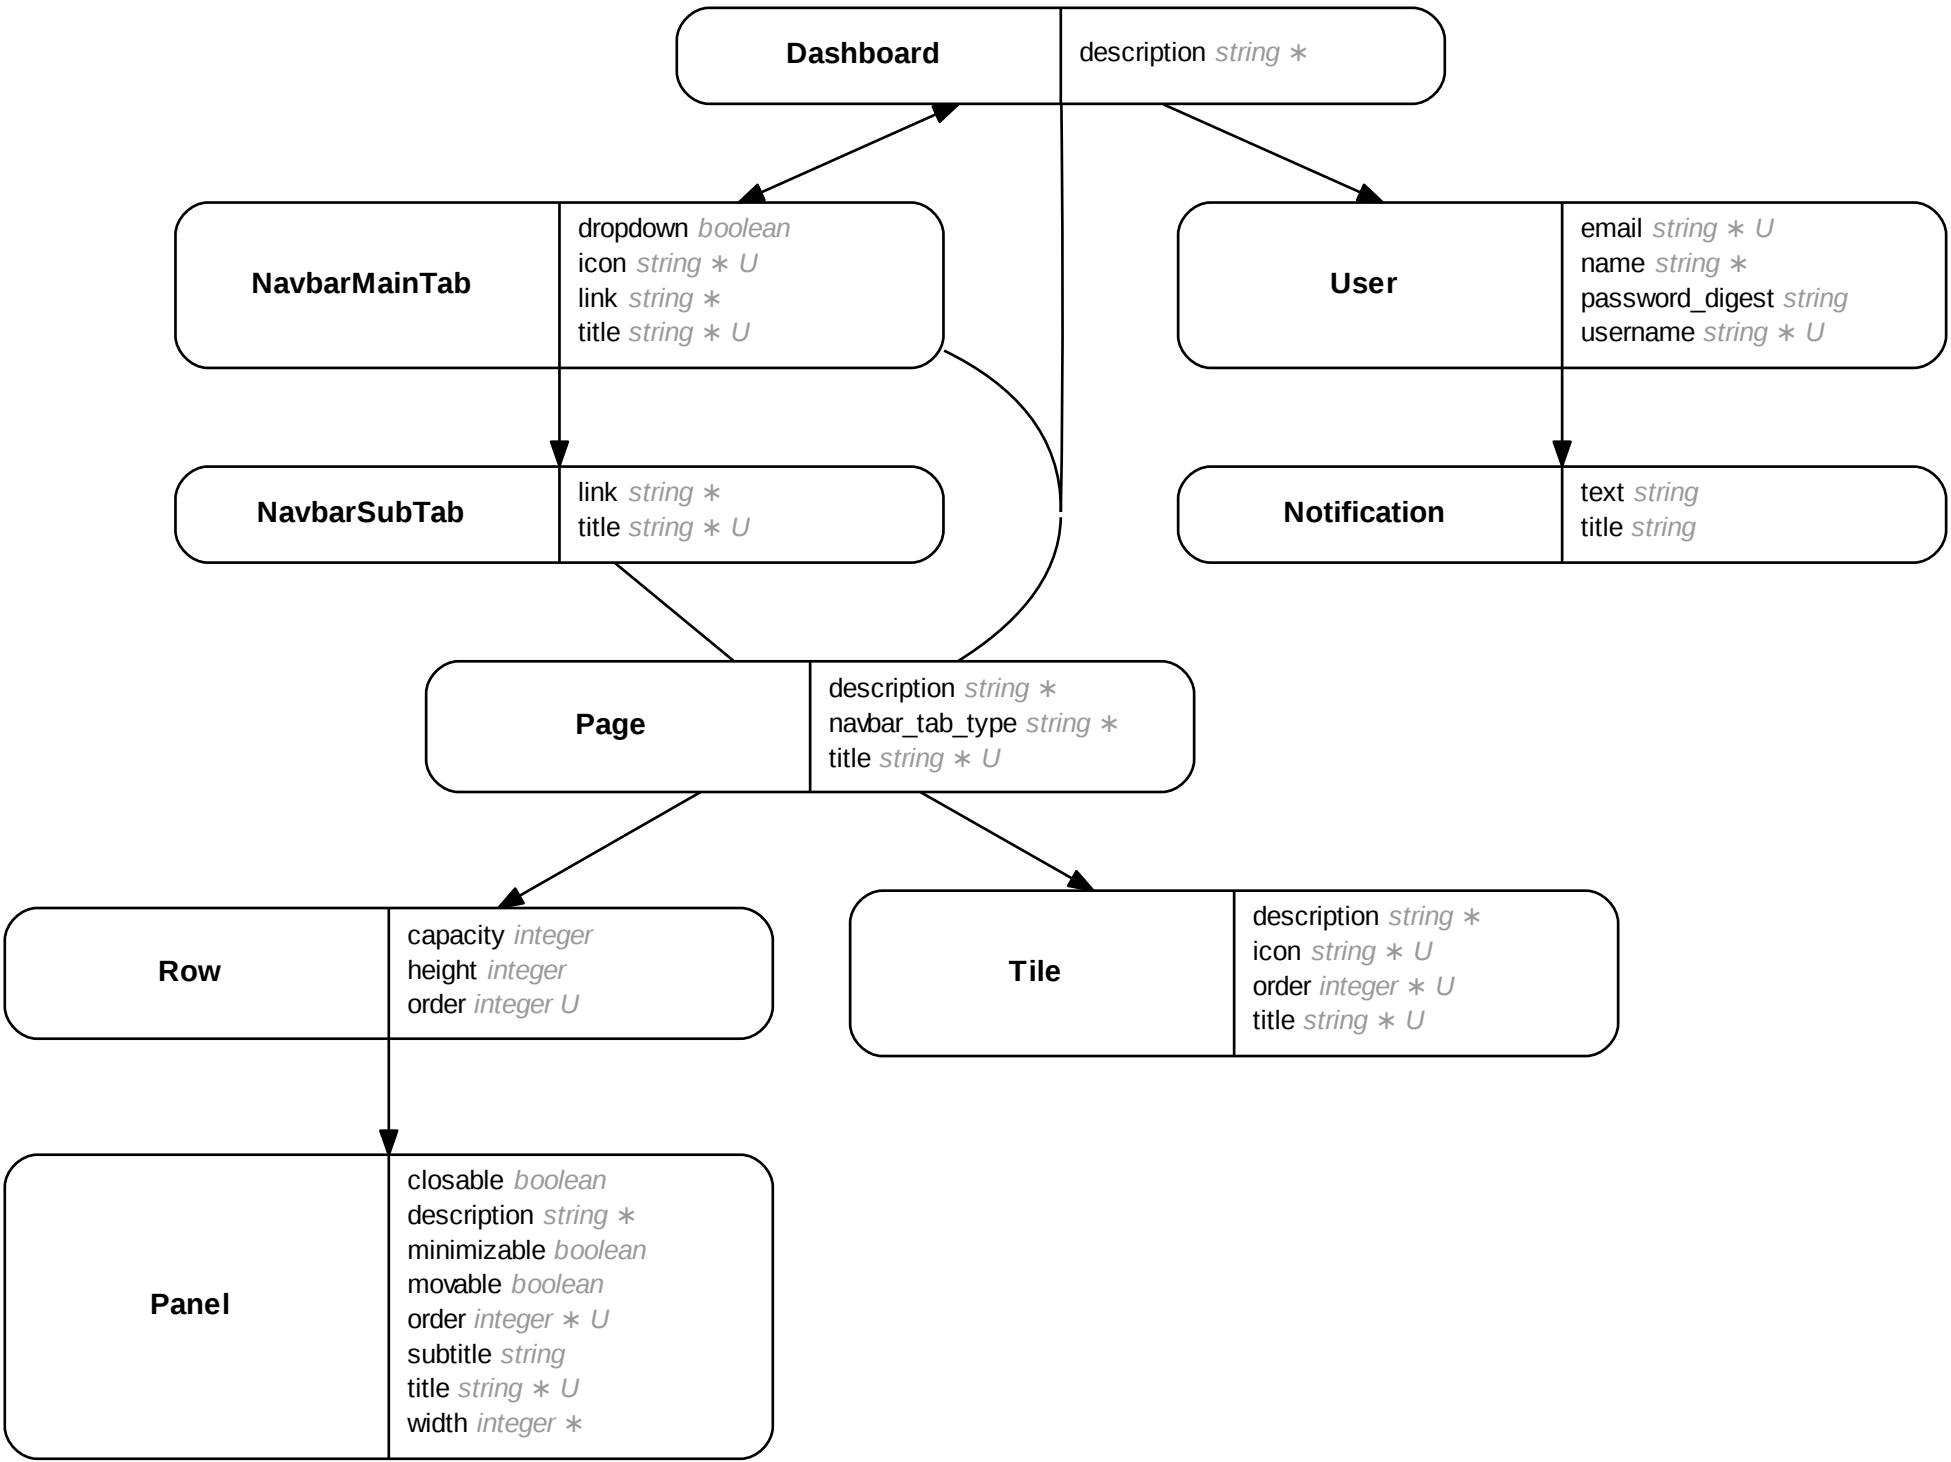 Dashboard
description string ∗
NavbarMainTab
dropdown boolean
icon string ∗ U
link string ∗
title string ∗ U
User
email string ∗ U
name string ∗
password_digest string
username string ∗ U
NavbarSubTab
link string ∗
title string ∗ U
Notification
text string
title string
Page
description string ∗
navbar_tab_type string ∗
title string ∗ U
Row
capacity integer
height integer
order integer U
Tile
description string ∗
icon string ∗ U
order integer ∗ U
title string ∗ U
Panel
closable boolean
description string ∗
minimizable boolean
movable boolean
order integer ∗ U
subtitle string
title string ∗ U
width integer ∗